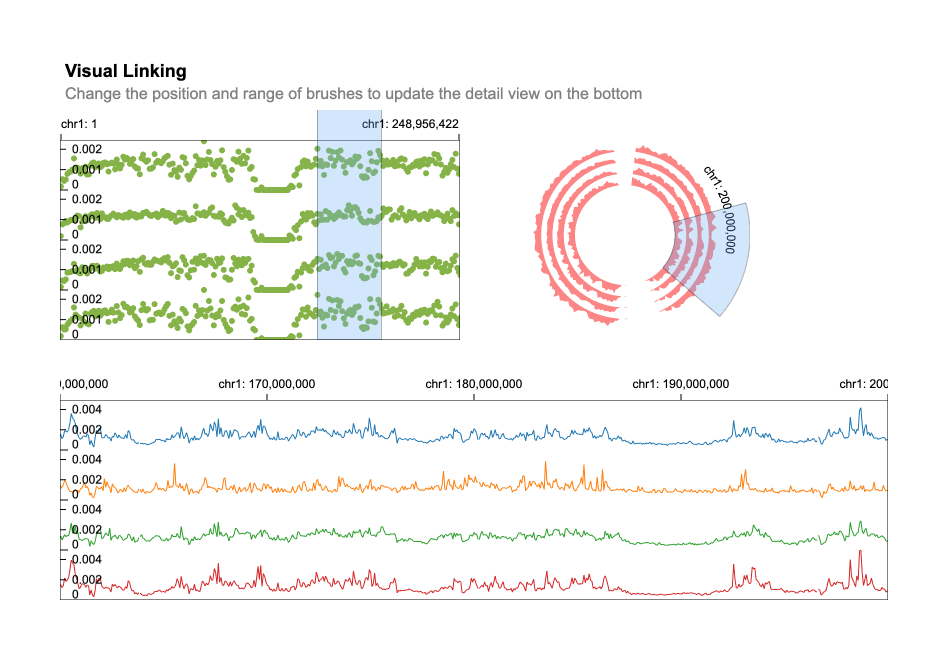 Visual Linking
Change the position and range of brushes to update the detail view on the bottom
chr1: 1
chr1: 248,956,422
0.002
0.001
0
0.002
0.001
0
0.002
0.001
0
0.002
0.001
0
chr1: 200,000,000
0,000,000
chr1: 170,000,000
chr1: 180,000,000
chr1: 190,000,000
chr1: 200
0.004
0.002
0
0.004
0.002
0
0.004
0.002
0
0.004
0.002
0